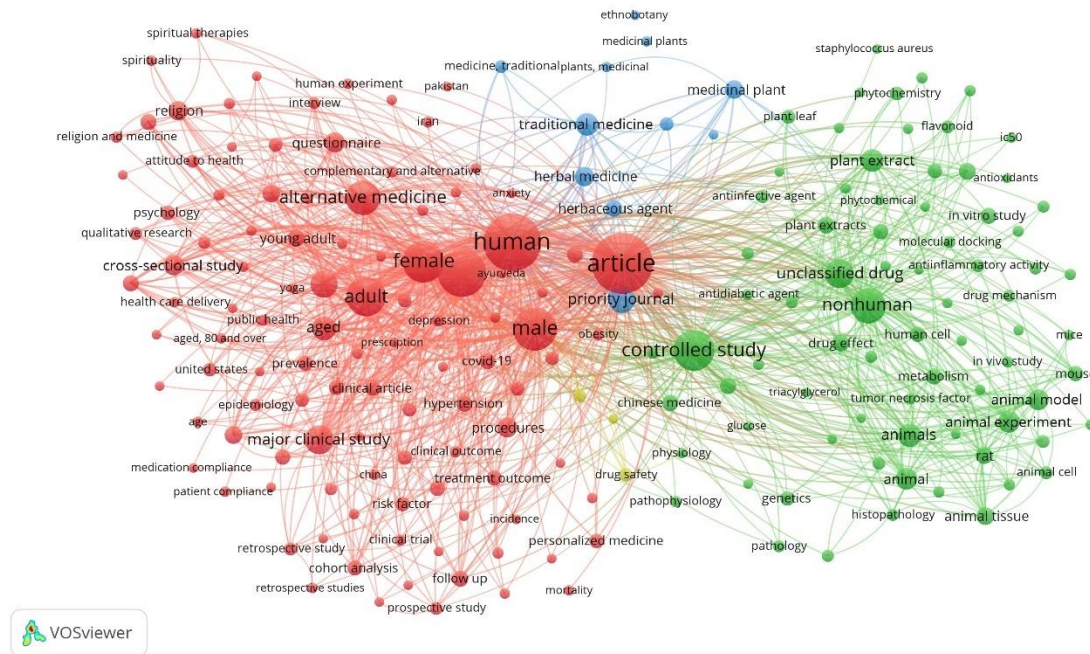 ethnobotany
spiritual therapies
medicinal plants
staphylococcus aureus
spirituality
medicine, traditional
plants, medicinal
human experiment
pakistan
medicinal plant
phytochemistry
religion
interview
iran
traditional medicine
plant leaf
flavonoid
ic50
religion and medicine
questionnaire
attitude to health
complementary and alternative
herbal medicine
plant extract
antioxidants
psychology
alternative medicine
anxiety
herbaceous agent
antiinfective agent
phytochemical
in vitro study
qualitative research
young adult
human
plant extracts
molecular docking
cross-sectional study
female
article
unclassified drug
antiinflammatory activity
health care delivery
yoga
ayurveda
adult
priority journal
antidiabetic agent
nonhuman
drug mechanism
public health
depression
aged
male
obesity
human cell
mice
aged, 80 and over
prescription
controlled study
drug effect
prevalence
covid-19
in vivo study
united states
clinical article
metabolism
mouse
triacylglycerol
tumor necrosis factor
animal model
epidemiology
hypertension
chinese medicine
age
procedures
glucose
animals
animal experiment
major clinical study
clinical outcome
physiology
rat
medication compliance
china
treatment outcome
drug safety
animal cell
patient compliance
pathophysiology
genetics
animal
risk factor
incidence
histopathology
animal tissue
clinical trial
personalized medicine
pathology
retrospective study
cohort analysis
follow up
retrospective studies
mortality
prospective study
VOSviewer